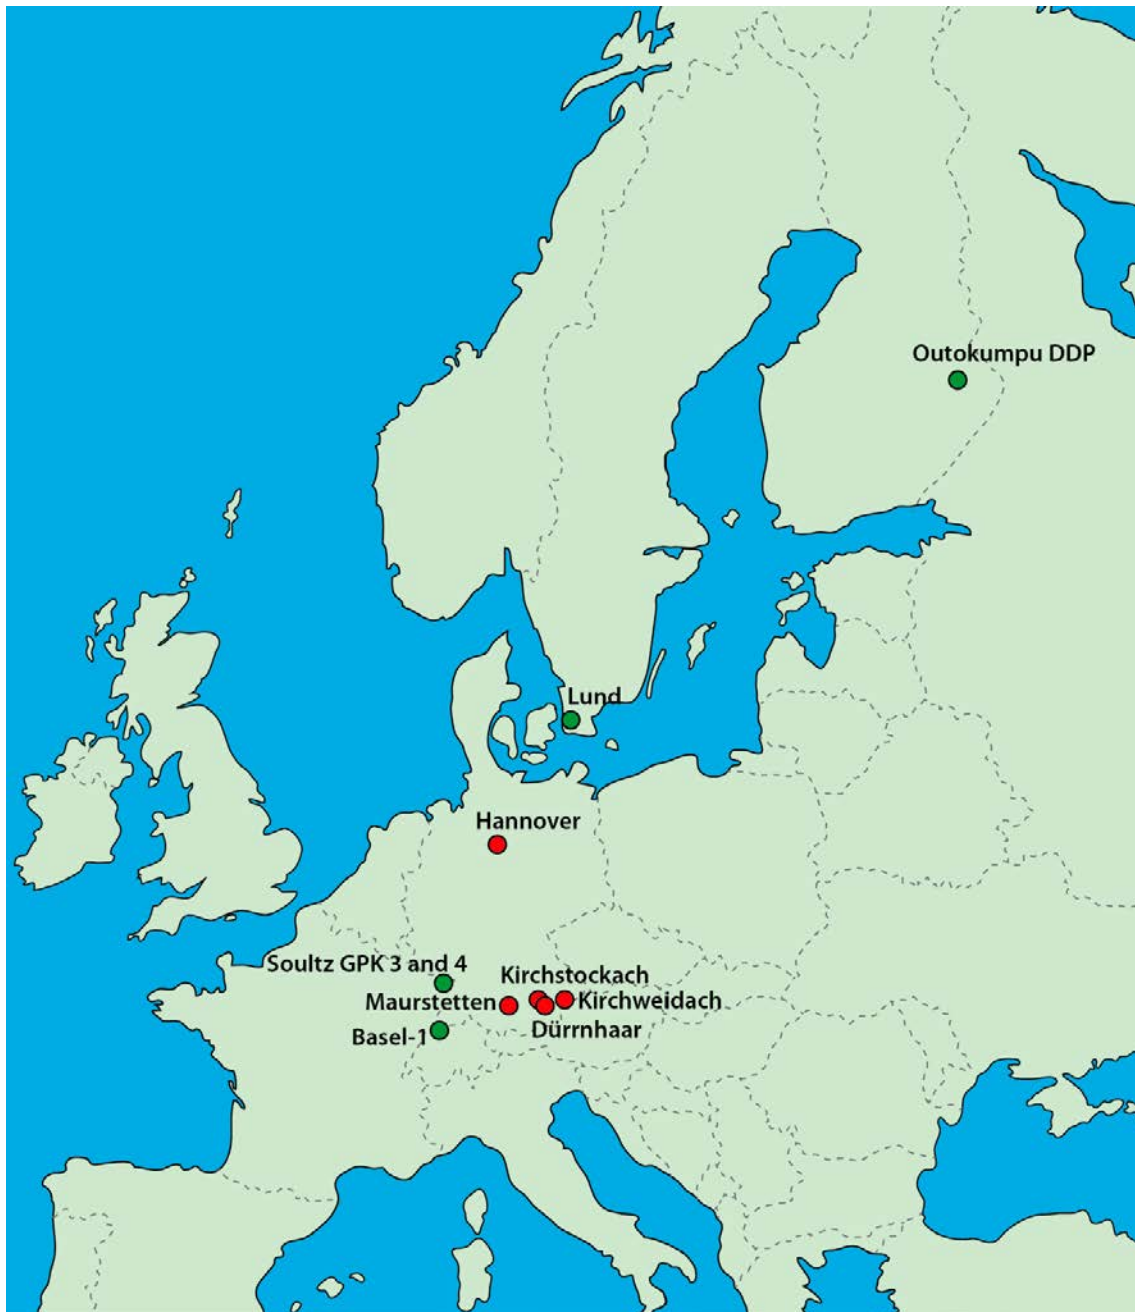 Outokumpu DDP
Lund
Hannover
Soultz GPK 3 and 4
Kirchstockach
Maurstetten
Kirchweidach
Dürrnhaar
Basel-1